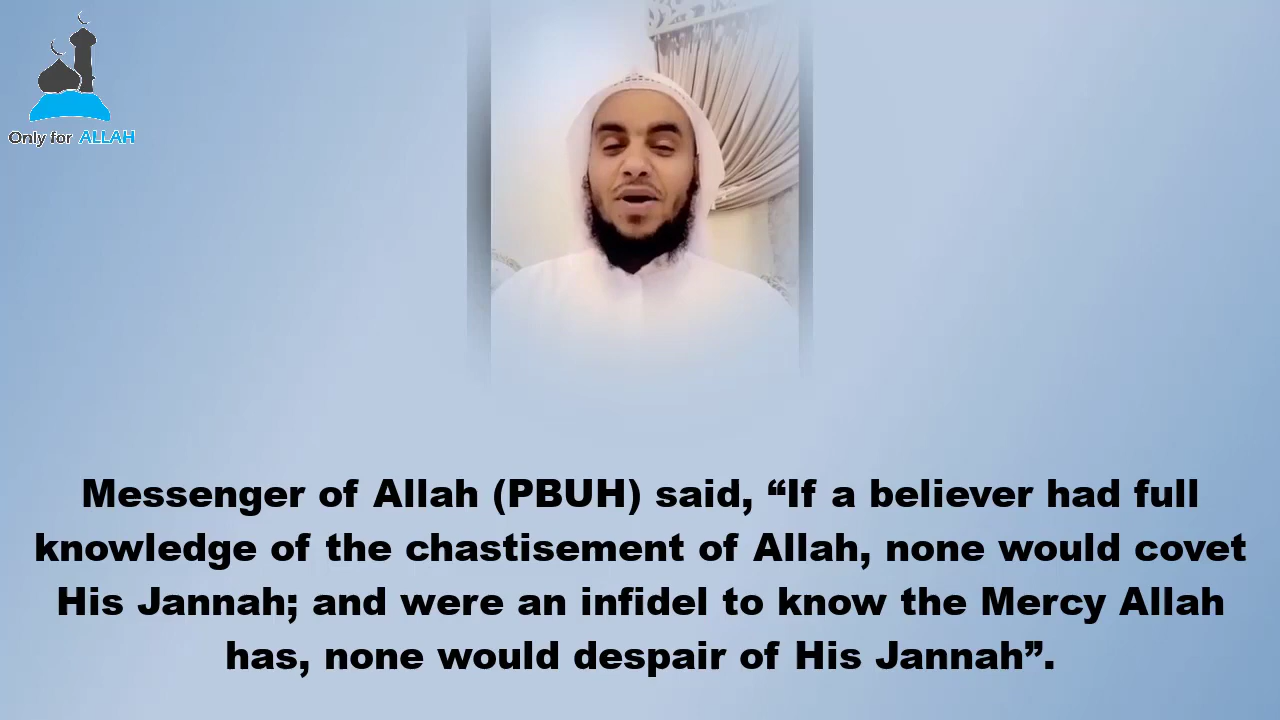 Only for ALLAH
Messenger of Allah (PBUH) said, “If a believer had full
knowledge of the chastisement of Allah, none would covet
His Jannah; and were an infidel to know the Mercy Allah
has, none would despair of His Jannah”.